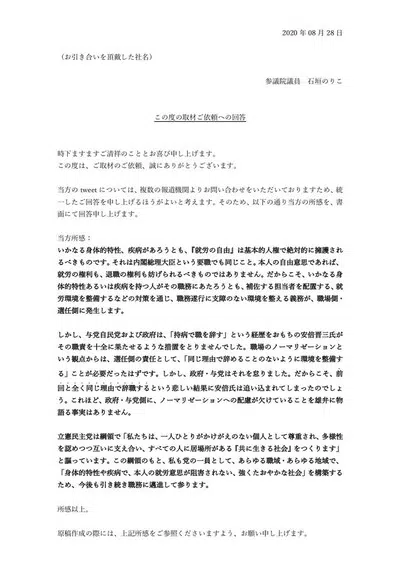 2020 年 08 月 28 日
（お引き合いを頂戴した社名）
参議院議員　石垣のりこ
この度の取材ご依頼への回答
時下ますますご清祥のこととお喜び申し上げます。
この度は、ご取材のご依頼、誠にありがとうございます。
当方の tweet については、複数の報道機関よりお問い合わせをいただいておりますため、統
一したご回答を申し上げるほうがよいと考えます。そのため、以下の通り当方の所感を、書
面にて回答申し上げます。
当方所感：
いかなる身体的特性、疾病があろうとも、『就労の自由』は基本的人権で絶対的に擁護され
るべきものです。それは内閣総理大臣という要職でも同じこと。本人の自由意思であれば、
就労の権利も、退職の権利も妨げられるべきものではありません。だからこそ、いかなる身
体的特性あるいは疾病を持つ人がその職務にあたろうとも、補佐する担当者を配置する、就
労環境を整備するなどの対策を通じ、職務遂行に支障のない環境を整える義務が、職場側・
選任側に発生します。
しかし、与党自民党および政府は、「持病で職を辞す」という経歴をおもちの安倍晋三氏が
その職責を十全に果たせるような措置をとりませんでした。職場のノーマリゼーションと
いう観点からは、選任側の責任として、「同じ理由で辞めることのないように環境を整備す
る」ことが必要だったはずです。しかし、政府・与党はそれを怠りました。だからこそ、前
回と全く同じ理由で辞職するという悲しい結果に安倍氏は追い込まれてしまったのでしょ
う。これほど、政府・与党側に、ノーマリゼーションへの配慮が欠けていることを雄弁に物
語る事実はありません。
立憲民主党は綱領で「私たちは、一人ひとりがかけがえのない個人として尊重され、多様性
を認めつつ互いに支え合い、すべての人に居場所がある『共に生きる社会』をつくります」
と謳っています。この綱領のもと、私も党の一員として、あらゆる職域・あらゆる地域で、
「身体的特性や疾病で、本人の就労意思が阻害されない、強くたおやかな社会」を構築する
ため、今後も引き続き職務に邁進して参ります。
所感以上。
原稿作成の際には、上記所感をご参照くださいますよう、お願い申し上げます。